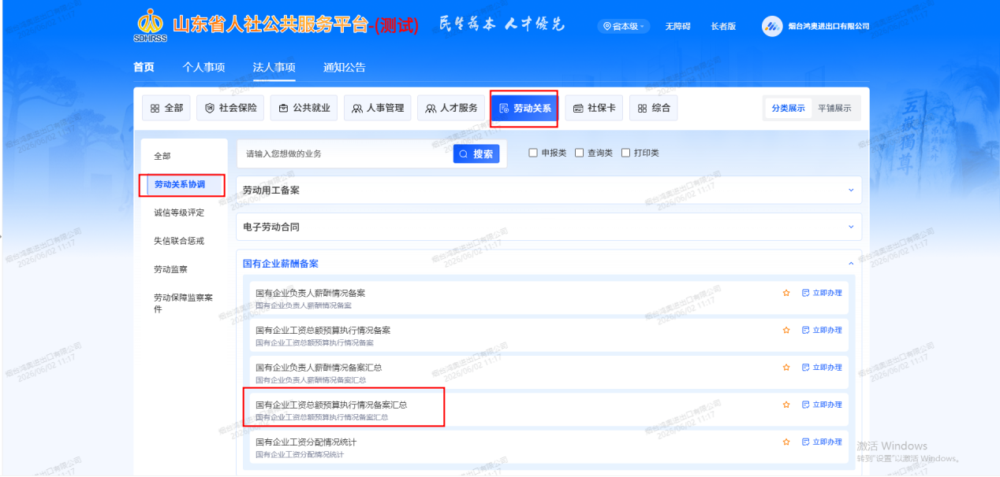 山东省人社公共服务平台-(测试)
民生为本 人才优先
省本级
无障碍
长者版
烟台鸿奥进出口有限公司
SDHRSS
首页 个人事项 法人事项 通知公告
全部 社会保险 公共就业 人事管理 人才服务 劳动关系 社保卡 综合 分类展示 平铺展示
全部
请输入您想做的业务 搜索 申报类 查询类 打印类
劳动关系协调
劳动用工备案
诚信等级评定
电子劳动合同
失信联合惩戒
国有企业薪酬备案
劳动监察
国有企业负责人薪酬情况备案 立即办理
国有企业负责人薪酬情况备案
劳动保障监察案
件
国有企业工资总额预算执行情况备案 立即办理
国有企业工资总额预算执行情况备案
国有企业负责人薪酬情况备案汇总 立即办理
国有企业负责人薪酬情况备案汇总
国有企业工资总额预算执行情况备案汇总 立即办理
国有企业工资总额预算执行情况备案汇总
国有企业工资分配情况统计 立即办理
国有企业工资分配情况统计
激活 Windows
转到"设置"以激活 Windows。
烟台鸿奥进出口有限公司
2026/06/02 11:17